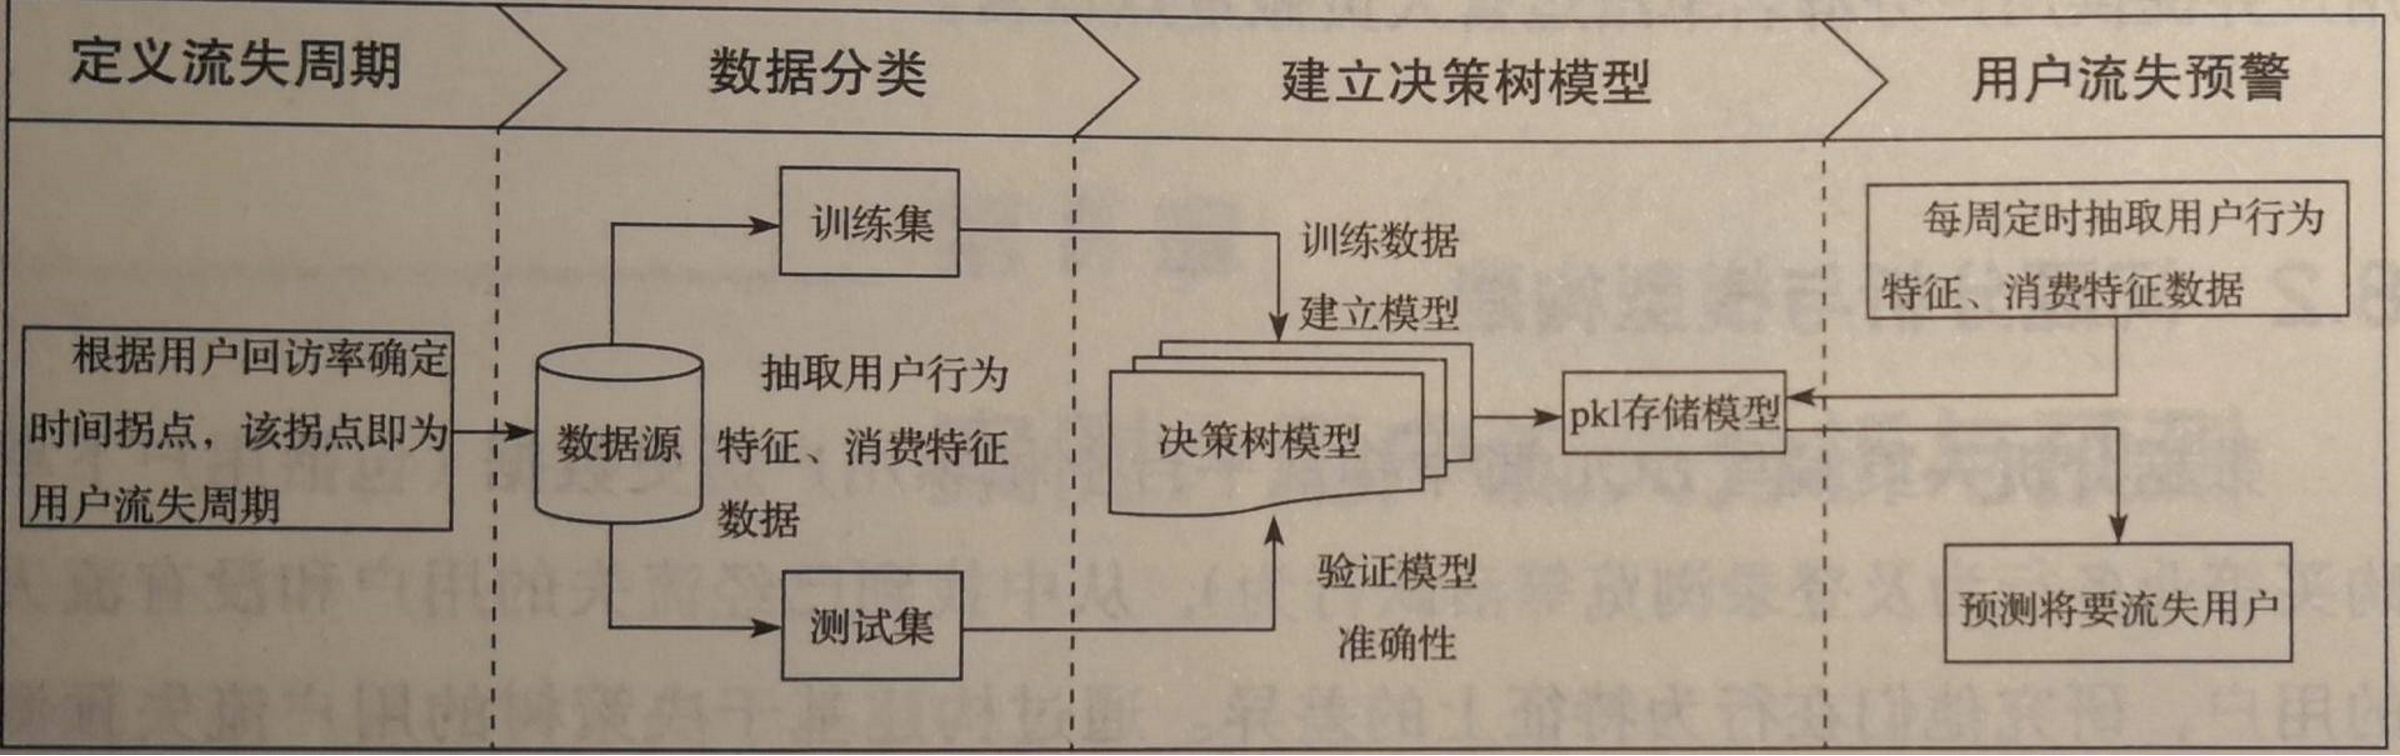 定义流失周期
数据分类
建立决策树模型
用户流失预警
根据用户回访率确定
时间拐点，该拐点即为
用户流失周期
数据源
训练集
抽取用户行为
特征、消费特征
数据
测试集
训练数据
建立模型
决策树模型
验证模型
准确性
pkl存储模型
每周定时抽取用户行为
特征、消费特征数据
预测将要流失用户